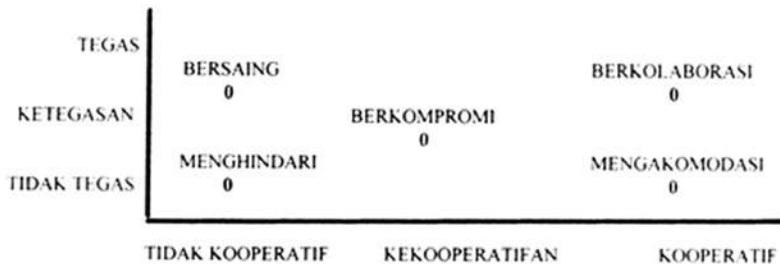 TEGAS
BERSAING
0
BERKOLABORASI
0
KETEGASAN
BERKOMPROMI
0
MENGHINDARI
0
MENGAKOMODASI
0
TIDAK TEGAS
TIDAK KOOPERATIF
KEKOOPERATIFAN
KOOPERATIF